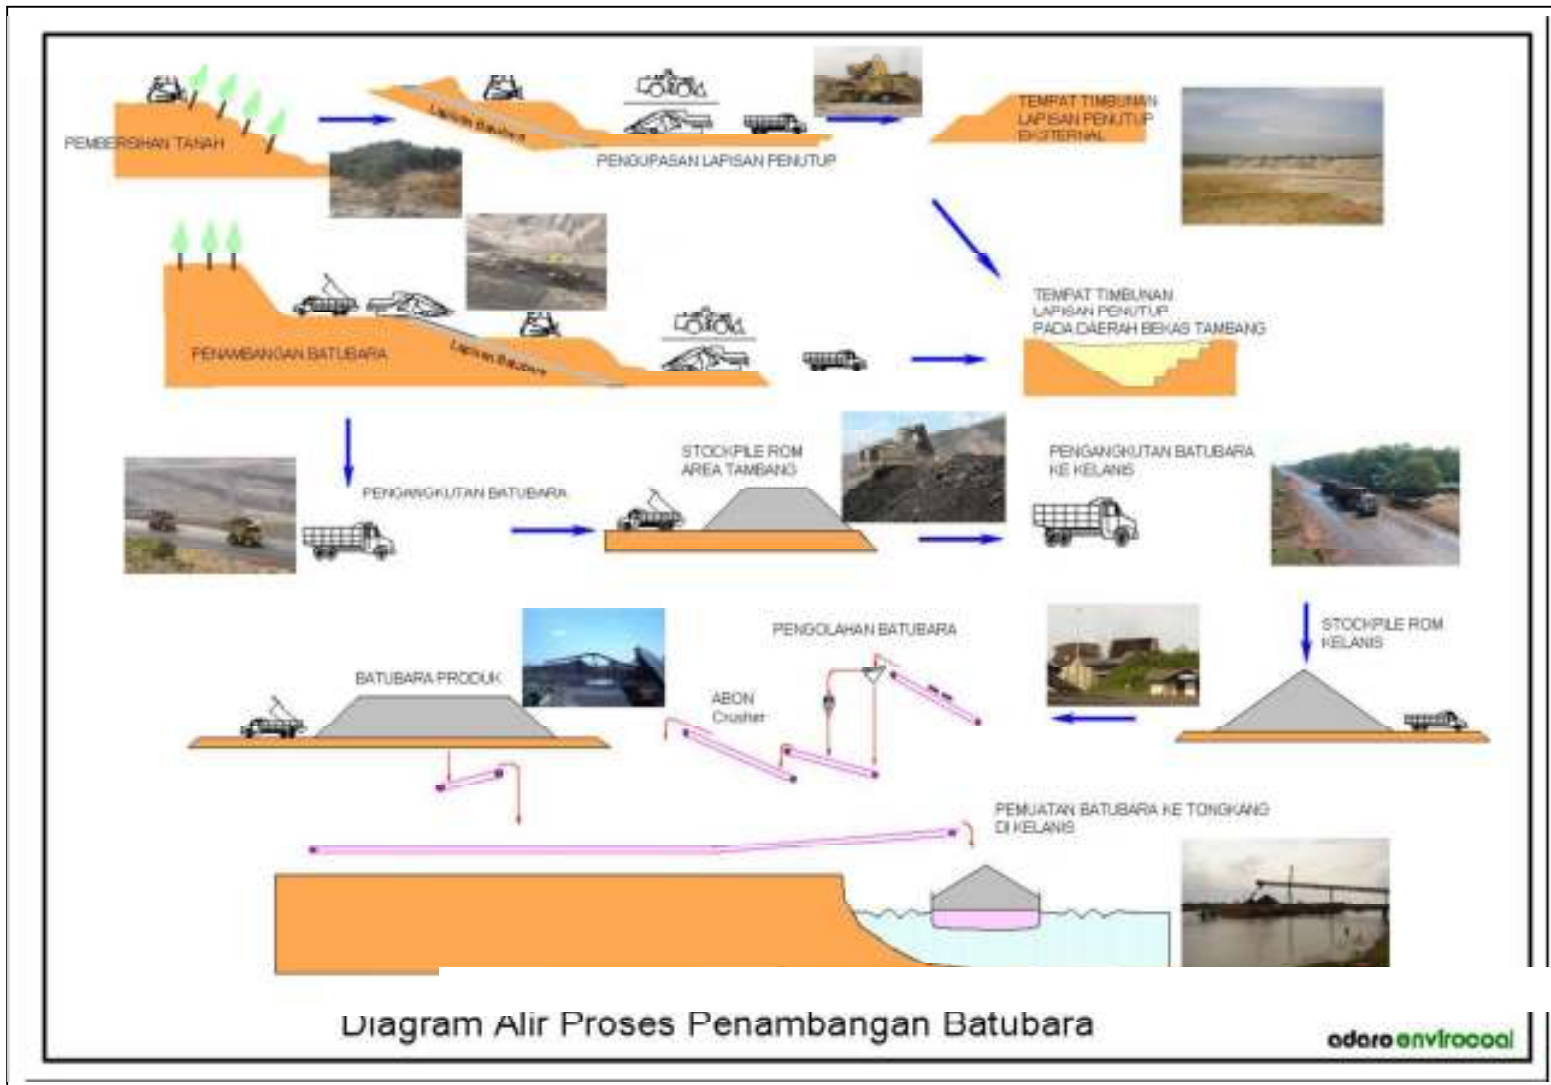 PEMBERSIHAN TANAH
Lapisan Batubara
PENGUPASAN LAPISAN PENUTUP
TEMPAT TIMBUNAN
LAPISAN PENUTUP
EKSTERNAL
PENAMBANGAN BATUBARA
Lapisan Batubara
TEMPAT TIMBUNAN
LAPISAN PENUTUP
PADA DAERAH BEKAS TAMBANG
PENGANGKUTAN BATUBARA
STOCKPILE ROM
AREA TAMBANG
PENGANGKUTAN BATUBARA
KE KELANIS
STOCKPILE ROM
KELANIS
PENGOLAHAN BATUBARA
ABON
Crusher
BATUBARA PRODUK
PEMUATAN BATUBARA KE TONGKANG
DI KELANIS
Diagram Alir Proses Penambangan Batubara
adaro envirocoal